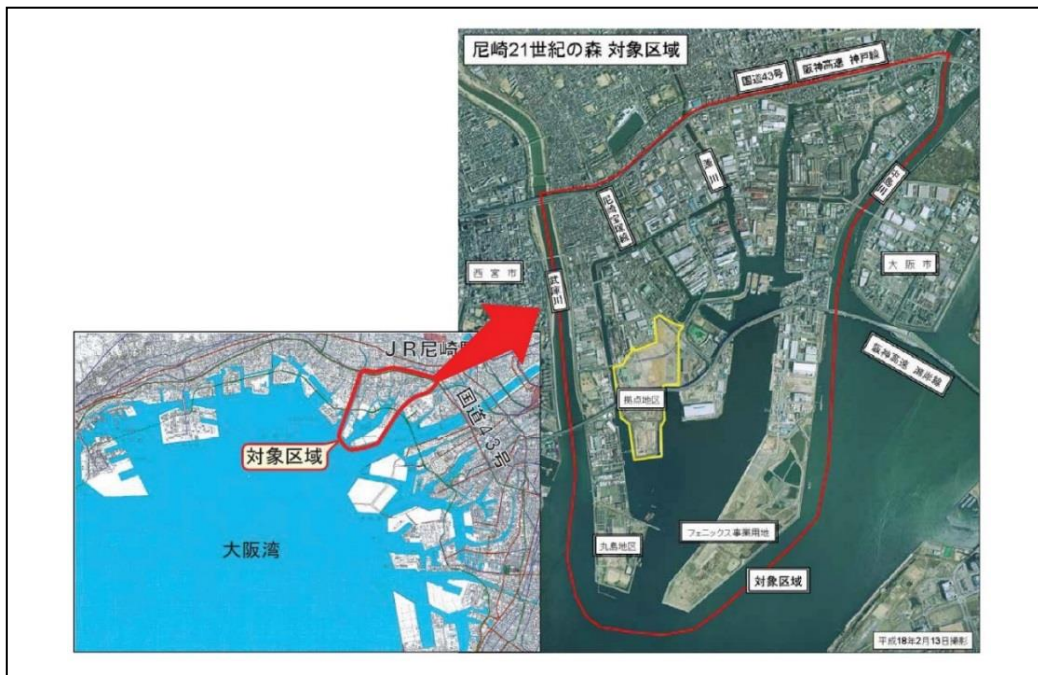 尼崎21世紀の森 対象区域
国道43号
阪神高速 神戸線
中島川
蓬川
尼崎宝塚線
西宮市
武庫川
大阪市
阪神高速 湾岸線
拠点地区
丸島地区
フェニックス事業用地
対象区域
平成18年2月13日撮影
JR尼崎
国道43号
対象区域
大阪湾